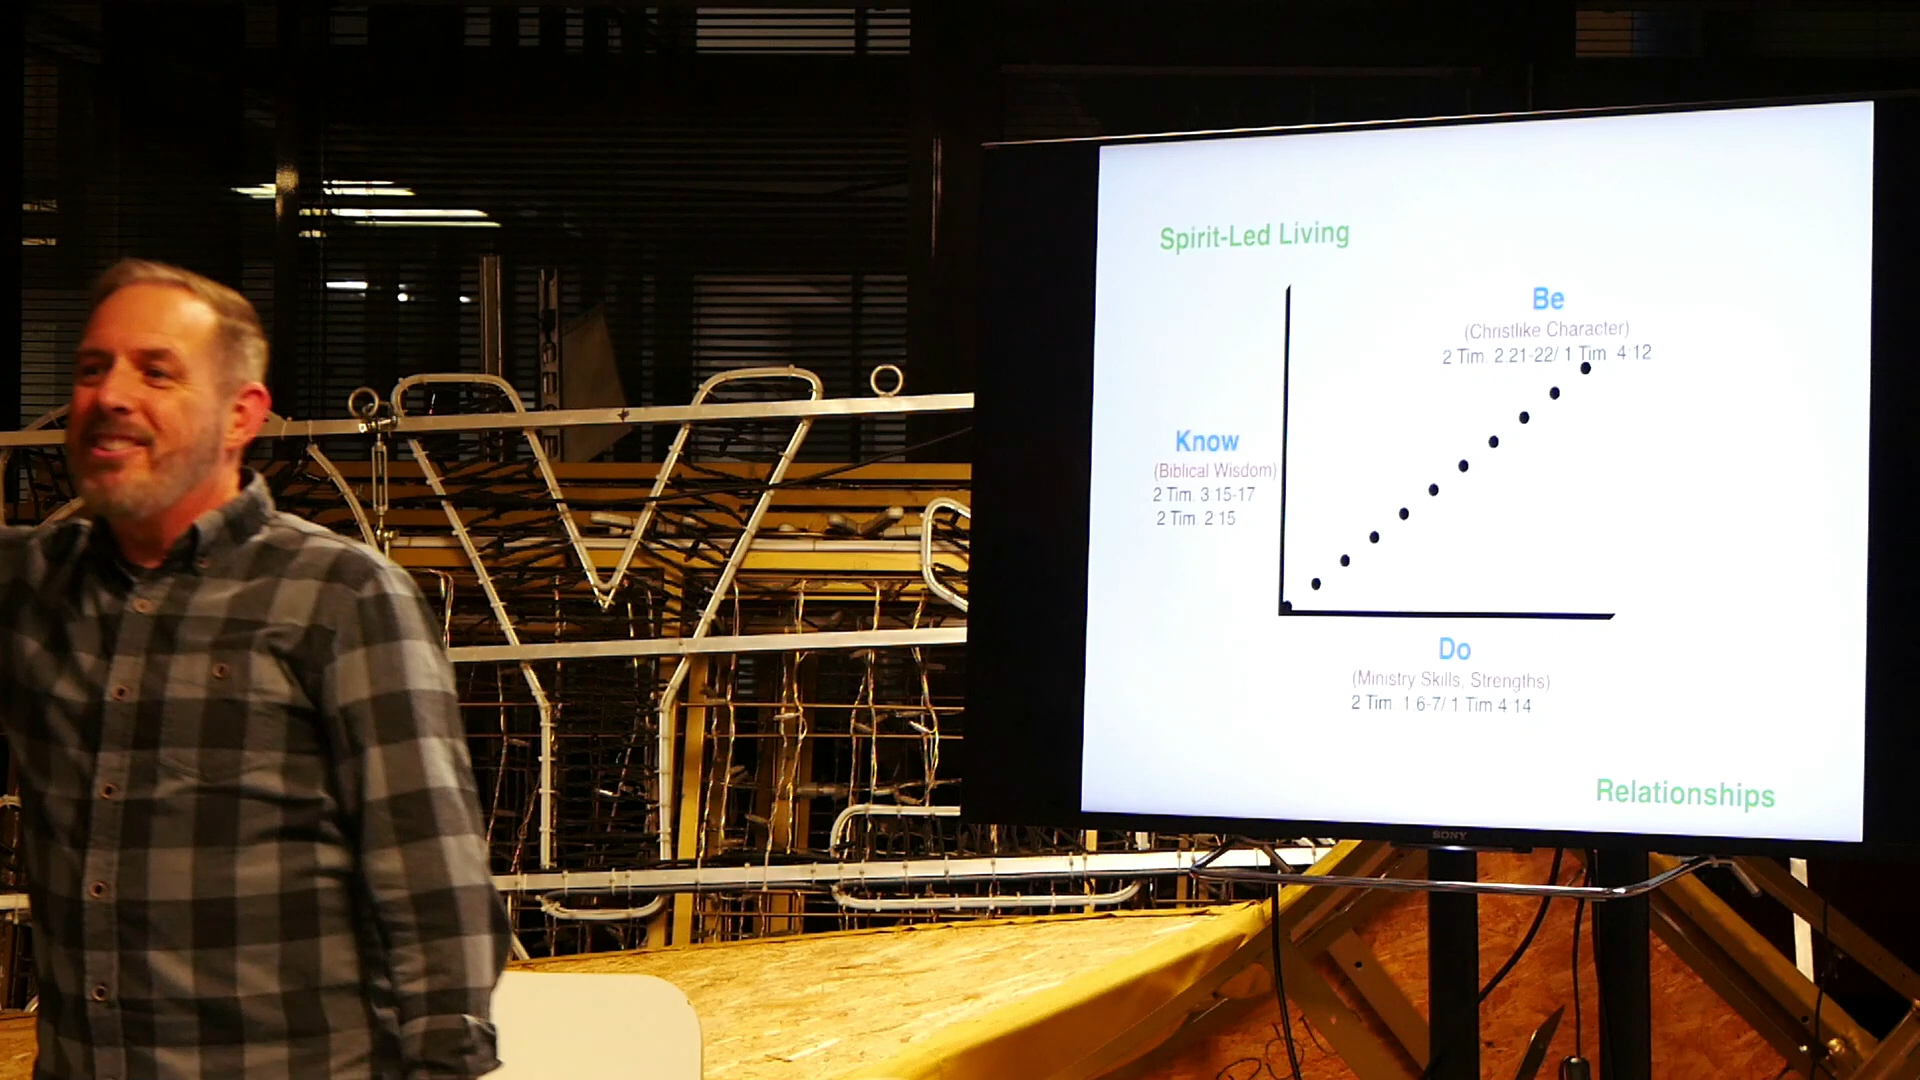 Spirit-Led Living
Be
(Christlike Character)
2 Tim. 2:21-22/ 1 Tim. 4:12
Know
(Biblical Wisdom)
2 Tim. 3:15-17
2 Tim. 2:15
Do
(Ministry Skills, Strengths)
2 Tim. 1:6-7/ 1 Tim 4:14
Relationships
SONY